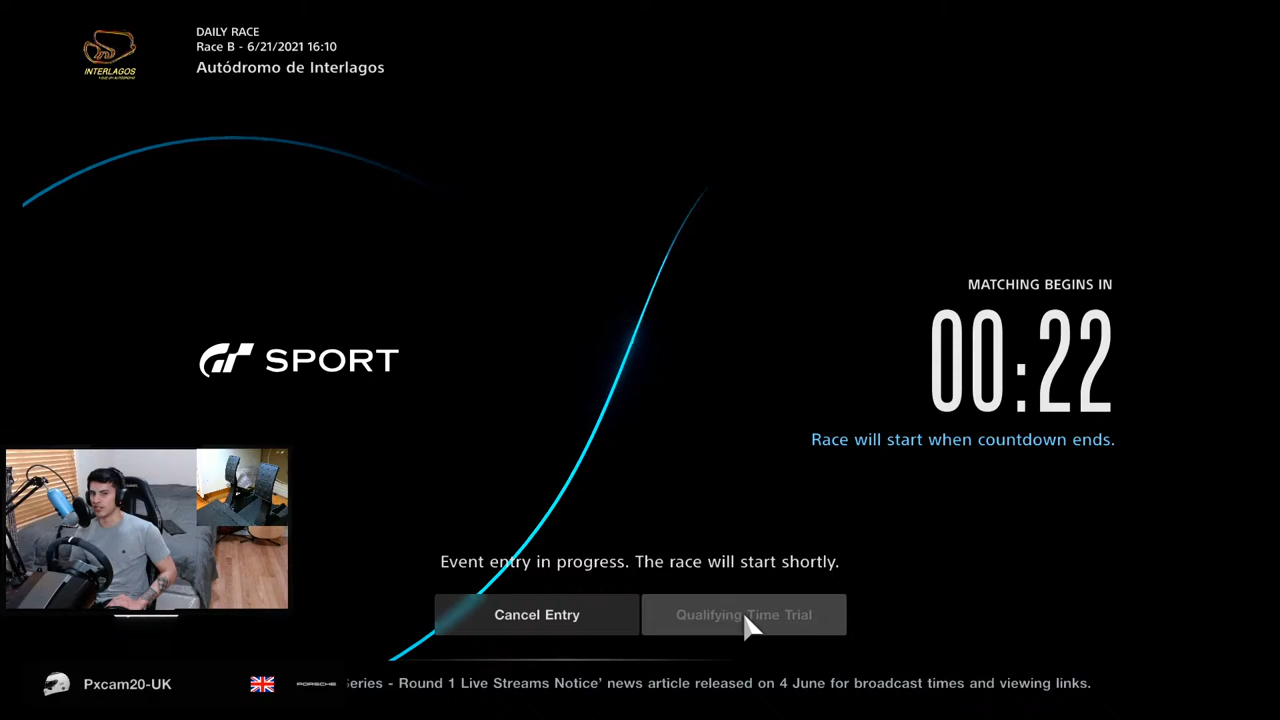 DAILY RACE
Race B - 6/21/2021 16:10
Autódromo de Interlagos
INTERLAGOS
MATCHING BEGINS IN
00:22
Race will start when countdown ends.
GT SPORT
Event entry in progress. The race will start shortly.
Cancel Entry
Qualifying Time Trial
Pxcam20-UK
PORSCHE
Series - Round 1 Live Streams Notice' news article released on 4 June for broadcast times and viewing links.